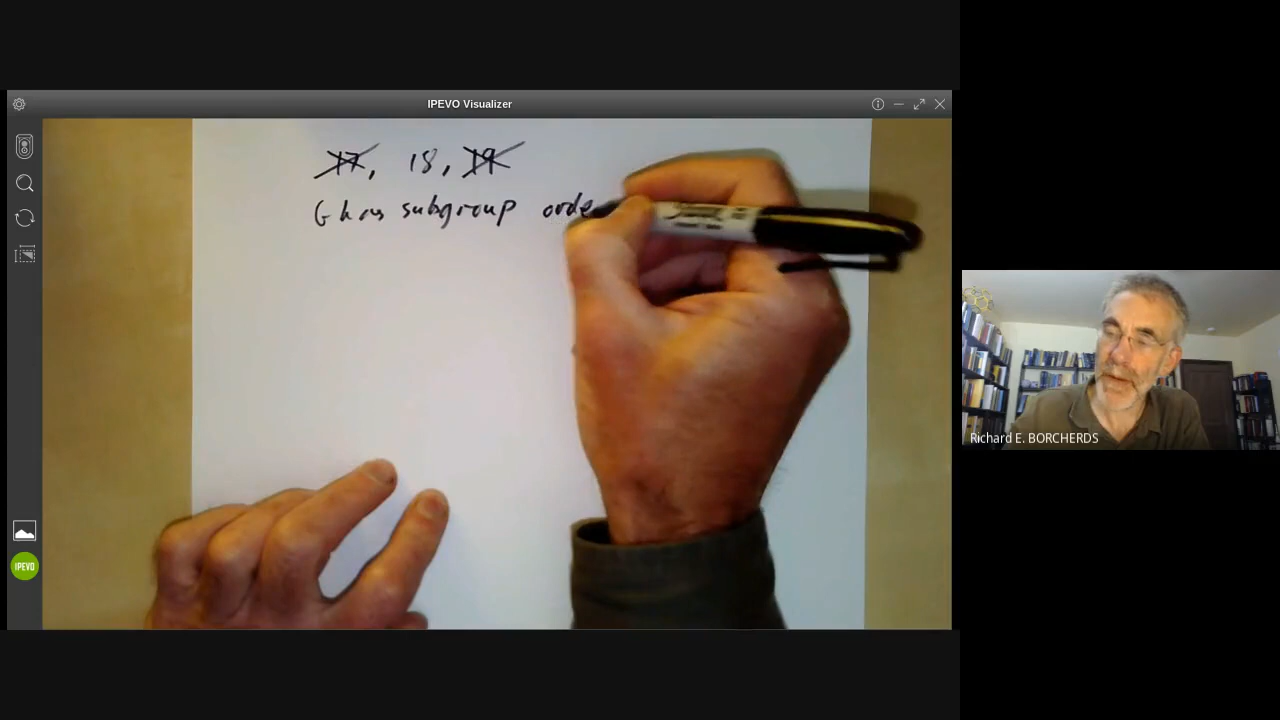 IPEVO Visualizer
17, 18, 19
G has subgroup orde
IPEVO
Richard E. BORCHERDS